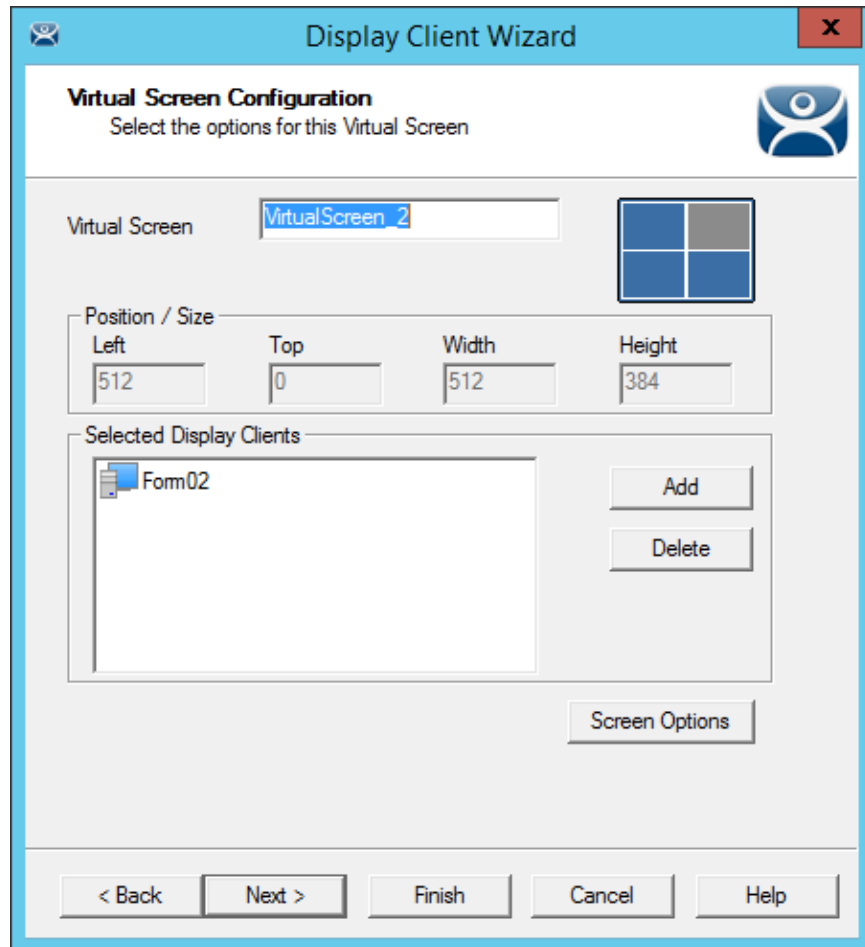 Display Client Wizard
x
Virtual Screen Configuration
Select the options for this Virtual Screen
Virtual Screen
VirtualScreen_2
Position / Size
Left Top Width Height
512 0 512 384
Selected Display Clients
Form02
Add
Delete
Screen Options
< Back Next > Finish Cancel Help